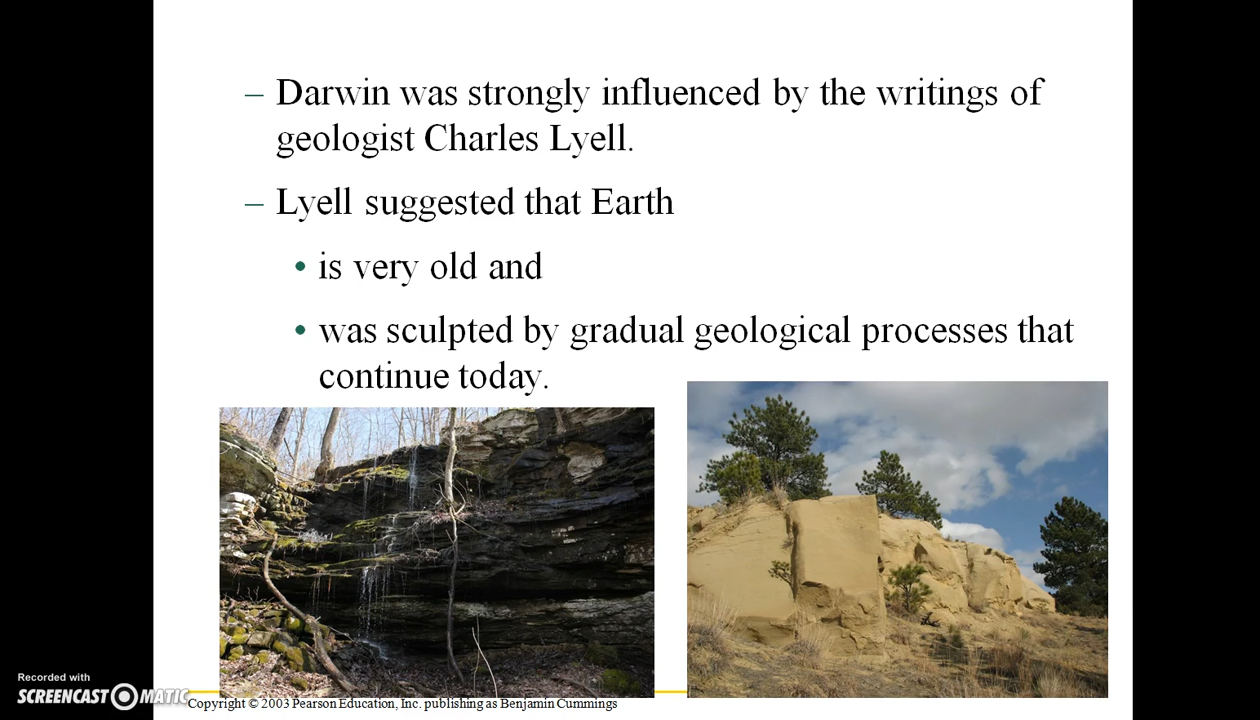 – Darwin was strongly influenced by the writings of
geologist Charles Lyell.
– Lyell suggested that Earth
• is very old and
• was sculpted by gradual geological processes that
continue today.
Recorded with
SCREENCAST MATIC
Copyright © 2003 Pearson Education, Inc. publishing as Benjamin Cummings